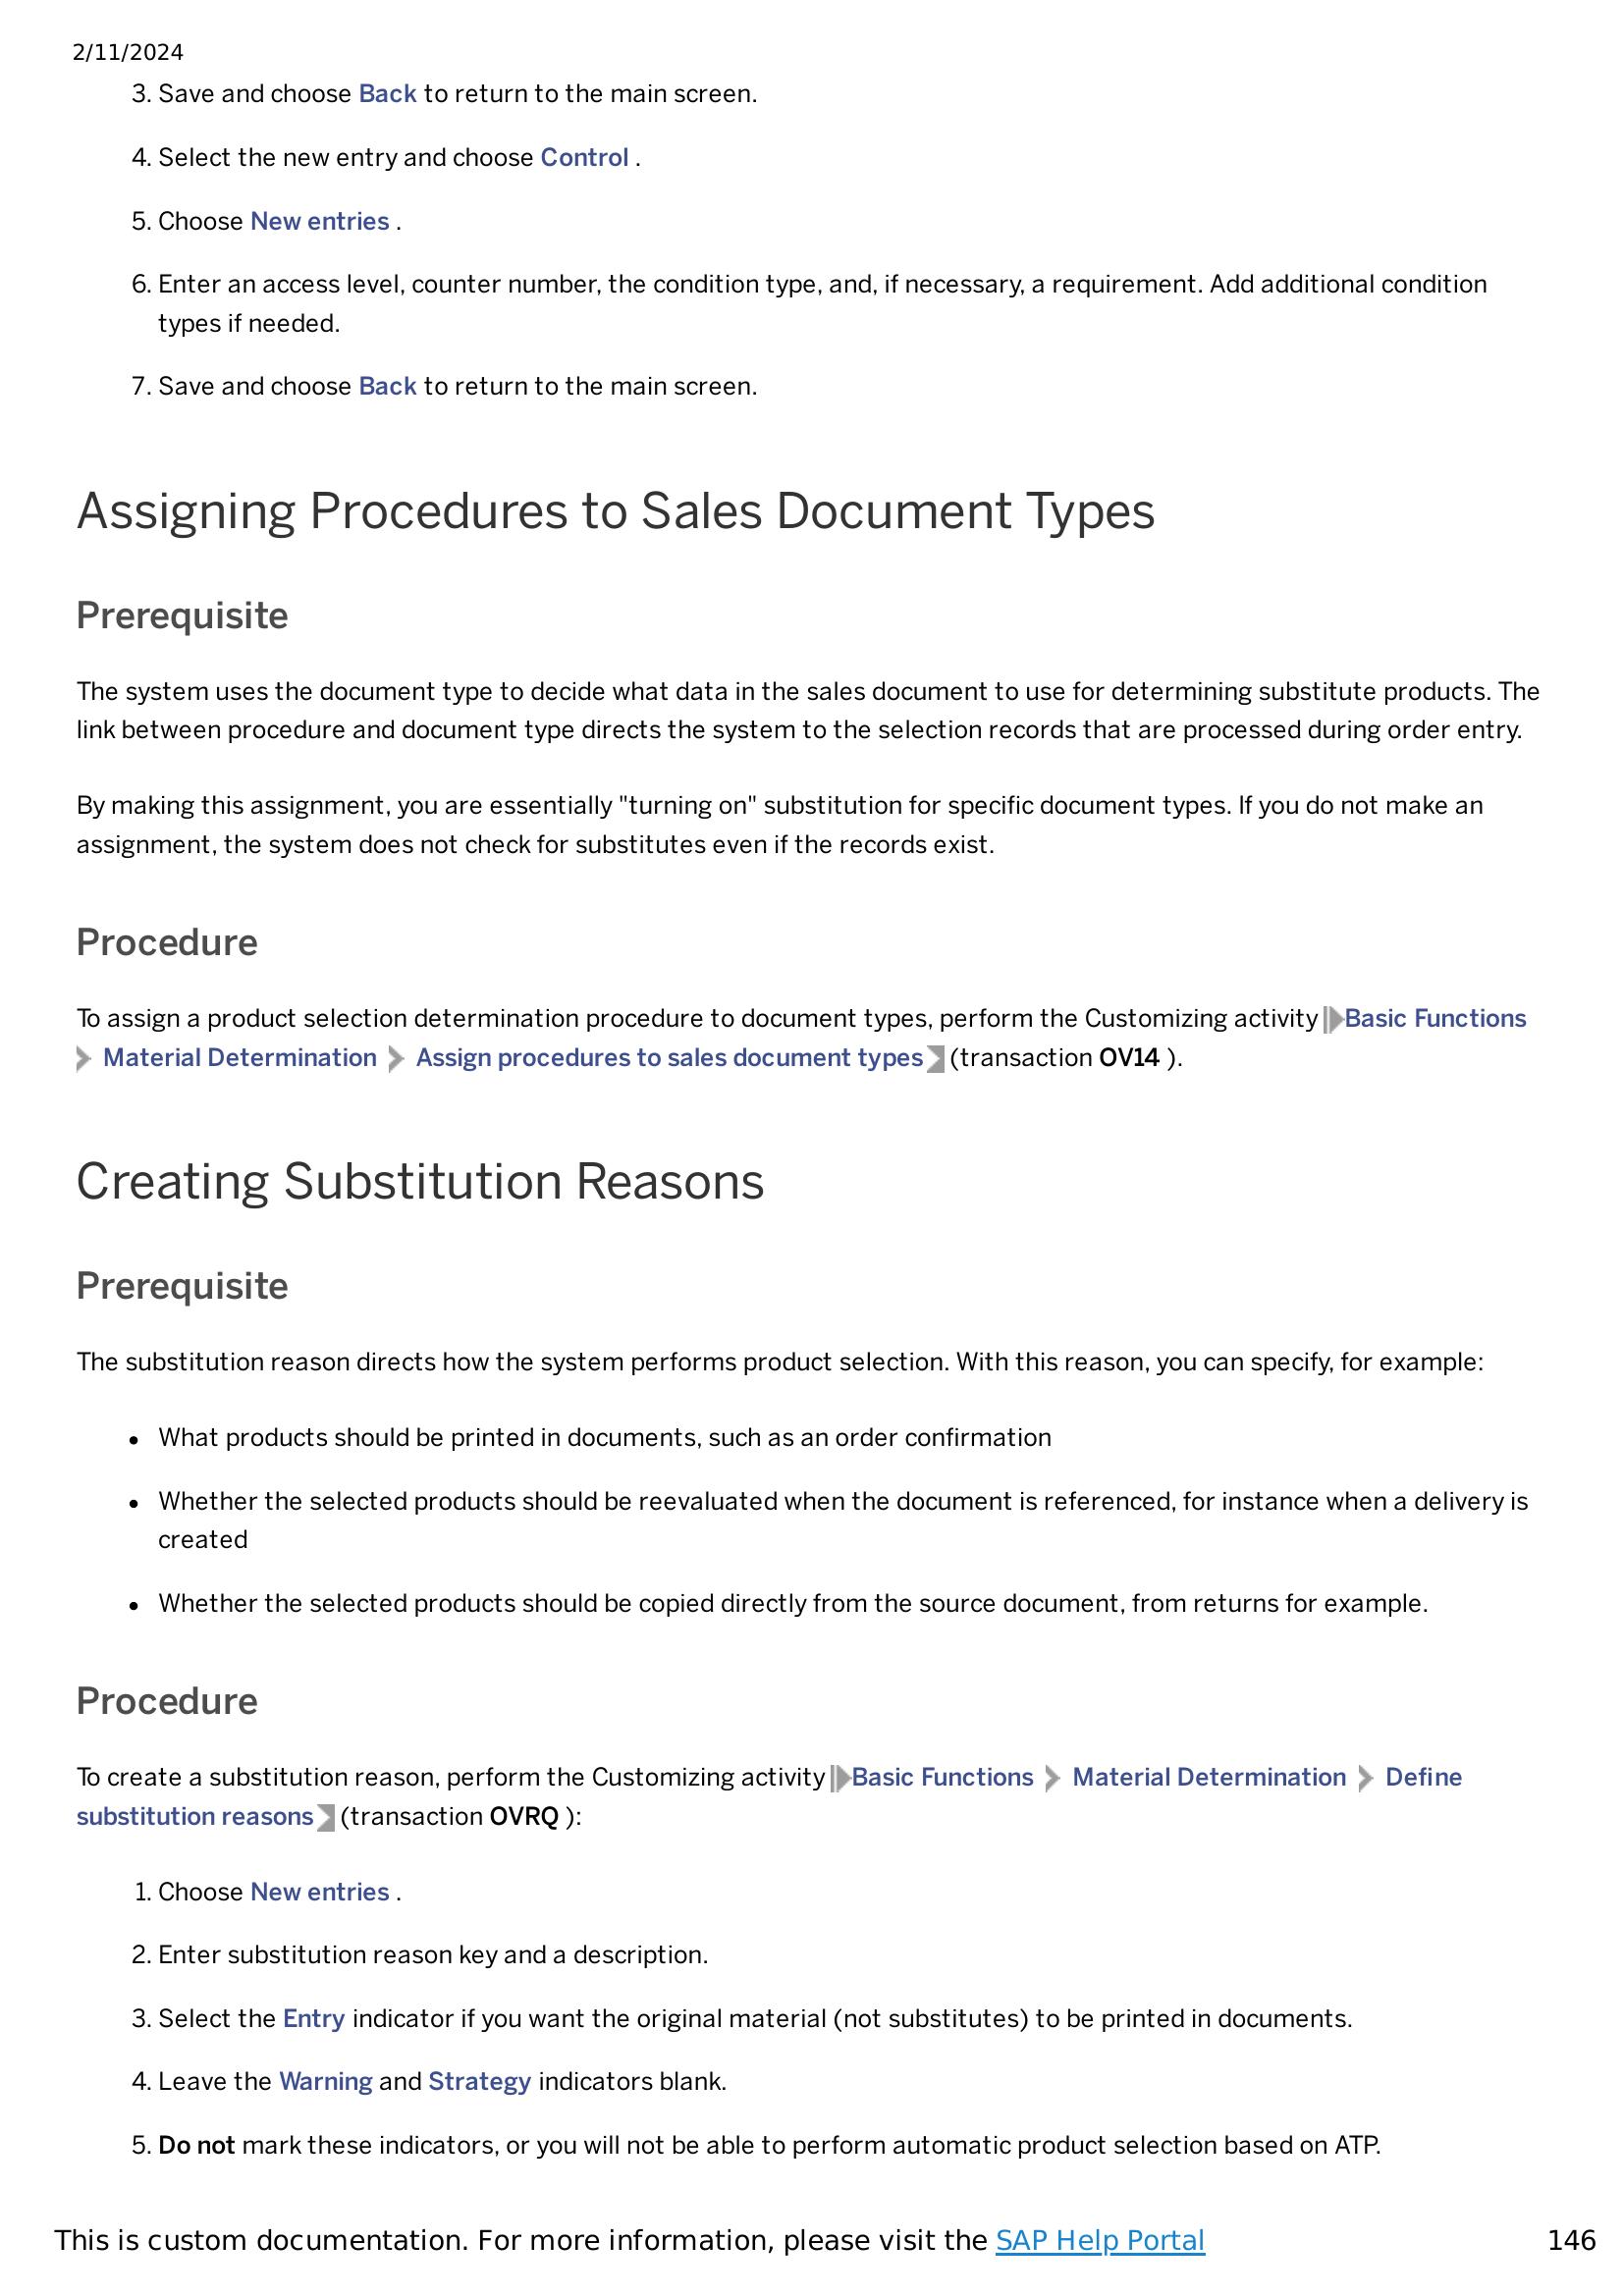 2/11/2024
3. Save and choose Back to return to the main screen.
4. Select the new entry and choose Control .
5. Choose New entries .
6. Enter an access level, counter number, the condition type, and, if necessary, a requirement. Add additional condition
types if needed.
7. Save and choose Back to return to the main screen.
Assigning Procedures to Sales Document Types
Prerequisite
The system uses the document type to decide what data in the sales document to use for determining substitute products. The
link between procedure and document type directs the system to the selection records that are processed during order entry.
By making this assignment, you are essentially "turning on" substitution for specific document types. If you do not make an
assignment, the system does not check for substitutes even if the records exist.
Procedure
To assign a product selection determination procedure to document types, perform the Customizing activity Basic Functions
Material Determination Assign procedures to sales document types (transaction OV14 ).
Creating Substitution Reasons
Prerequisite
The substitution reason directs how the system performs product selection. With this reason, you can specify, for example:
• What products should be printed in documents, such as an order confirmation
• Whether the selected products should be reevaluated when the document is referenced, for instance when a delivery is
created
• Whether the selected products should be copied directly from the source document, from returns for example.
Procedure
To create a substitution reason, perform the Customizing activity Basic Functions Material Determination Define
substitution reasons (transaction OVRQ ):
1. Choose New entries .
2. Enter substitution reason key and a description.
3. Select the Entry indicator if you want the original material (not substitutes) to be printed in documents.
4. Leave the Warning and Strategy indicators blank.
5. Do not mark these indicators, or you will not be able to perform automatic product selection based on ATP.
This is custom documentation. For more information, please visit the SAP Help Portal 146